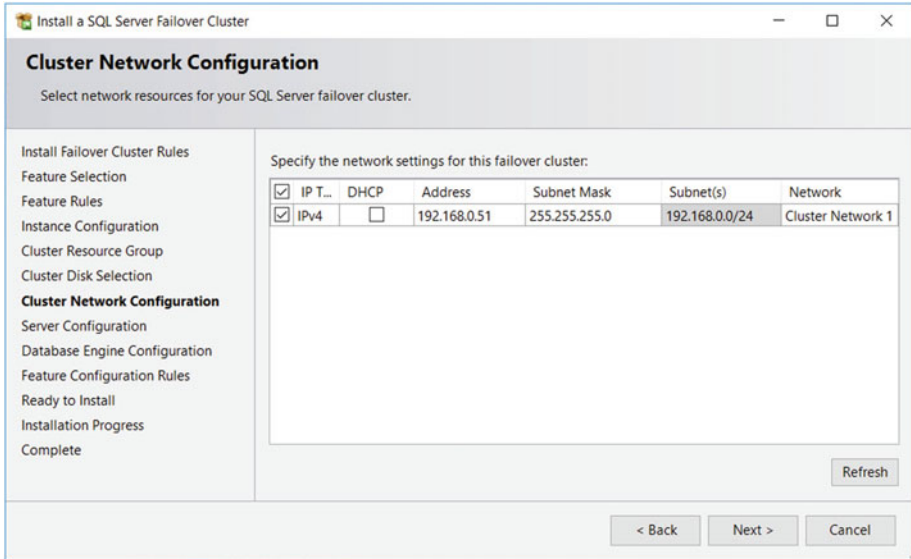 Install a SQL Server Failover Cluster
Cluster Network Configuration
Select network resources for your SQL Server failover cluster.
Install Failover Cluster Rules
Feature Selection
Feature Rules
Instance Configuration
Cluster Resource Group
Cluster Disk Selection
Cluster Network Configuration
Server Configuration
Database Engine Configuration
Feature Configuration Rules
Ready to Install
Installation Progress
Complete
Specify the network settings for this failover cluster:
IP T... DHCP Address Subnet Mask Subnet(s) Network
IPv4 192.168.0.51 255.255.255.0 192.168.0.0/24 Cluster Network 1
Refresh
< Back Next > Cancel